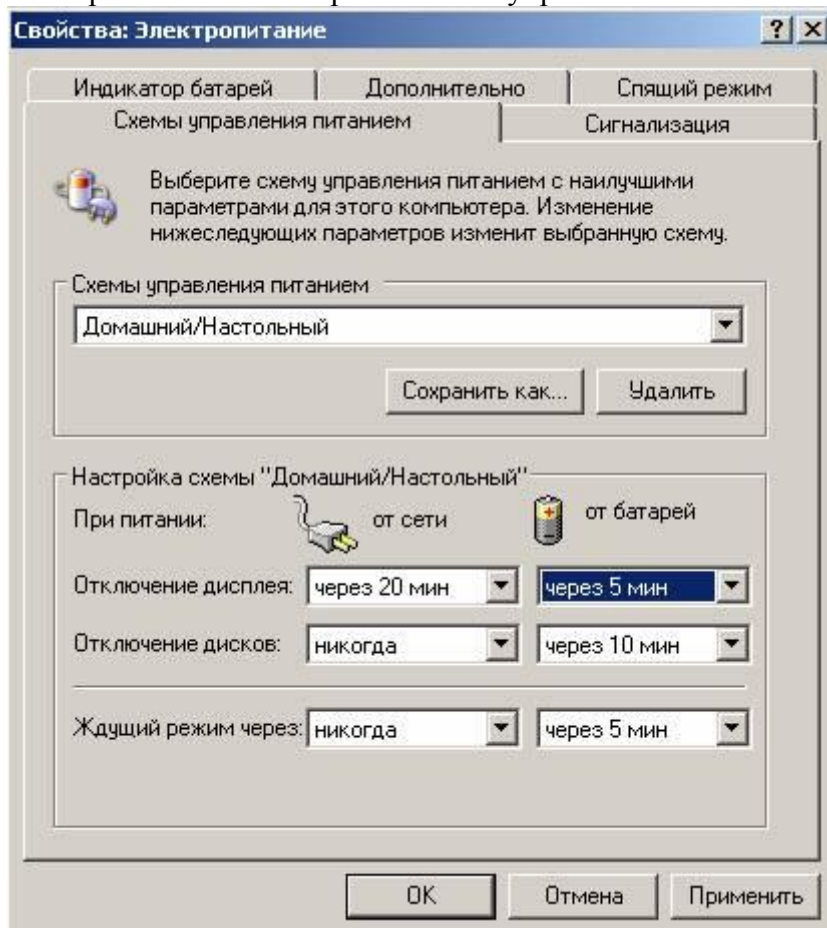 Свойства: Электропитание
Индикатор батарей Дополнительно Спящий режим
Схемы управления питанием Сигнализация
Выберите схему управления питанием с наилучшими
параметрами для этого компьютера. Изменение
нижеследующих параметров изменит выбранную схему.
Схемы управления питанием
Домашний/Настольный
Сохранить как... Удалить
Настройка схемы "Домашний/Настольный"
При питании: от сети от батарей
Отключение дисплея: через 20 мин через 5 мин
Отключение дисков: никогда через 10 мин
Ждущий режим через: никогда через 5 мин
OK Отмена Применить